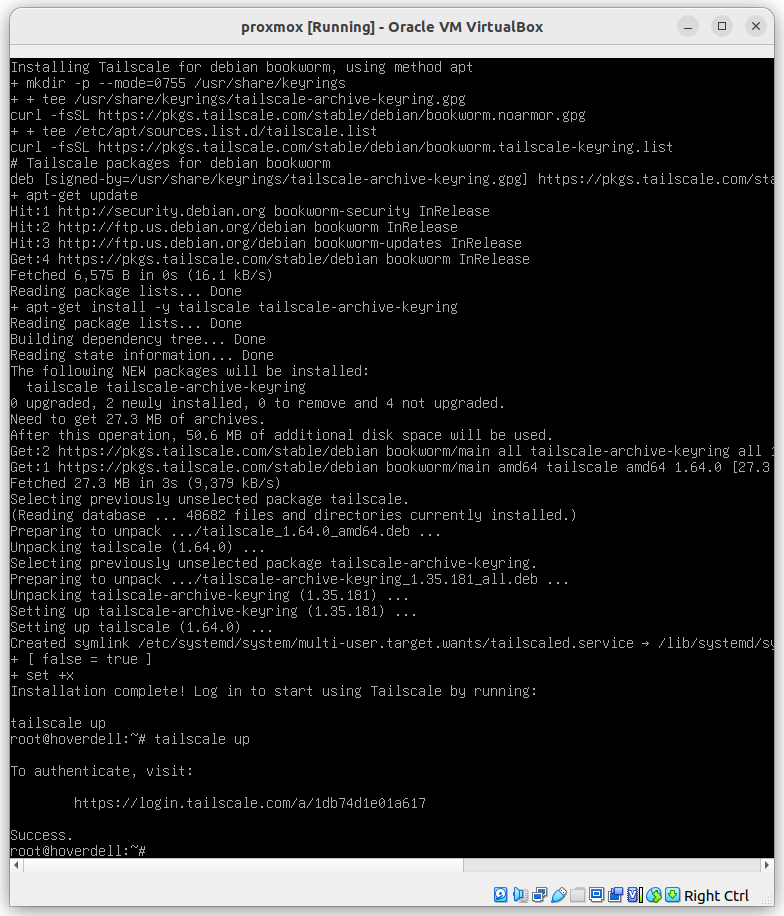 proxmox [Running] - Oracle VM VirtualBox
Installing Tailscale for debian bookworm, using method apt
+ mkdir -p --mode=0755 /usr/share/keyrings
+ + tee /usr/share/keyrings/tailscale-archive-keyring.gpg
curl -fsSL https://pkgs.tailscale.com/stable/debian/bookworm.noarmor.gpg
+ + tee /etc/apt/sources.list.d/tailscale.list
curl -fsSL https://pkgs.tailscale.com/stable/debian/bookworm.tailscale-keyring.list
# Tailscale packages for debian bookworm
deb [signed-by=/usr/share/keyrings/tailscale-archive-keyring.gpg] https://pkgs.tailscale.com/sta
+ apt-get update
Hit:1 http://security.debian.org bookworm-security InRelease
Hit:2 http://ftp.us.debian.org/debian bookworm InRelease
Hit:3 http://ftp.us.debian.org/debian bookworm-updates InRelease
Get:4 https://pkgs.tailscale.com/stable/debian bookworm InRelease
Fetched 6,575 B in 0s (16.1 kB/s)
Reading package lists... Done
+ apt-get install -y tailscale tailscale-archive-keyring
Reading package lists... Done
Building dependency tree... Done
Reading state information... Done
The following NEW packages will be installed:
  tailscale tailscale-archive-keyring
0 upgraded, 2 newly installed, 0 to remove and 4 not upgraded.
Need to get 27.3 MB of archives.
After this operation, 50.6 MB of additional disk space will be used.
Get:2 https://pkgs.tailscale.com/stable/debian bookworm/main all tailscale-archive-keyring all 1
Get:1 https://pkgs.tailscale.com/stable/debian bookworm/main amd64 tailscale amd64 1.64.0 [27.3
Fetched 27.3 MB in 3s (9,379 kB/s)
Selecting previously unselected package tailscale.
(Reading database ... 48682 files and directories currently installed.)
Preparing to unpack .../tailscale_1.64.0_amd64.deb ...
Unpacking tailscale (1.64.0) ...
Selecting previously unselected package tailscale-archive-keyring.
Preparing to unpack .../tailscale-archive-keyring_1.35.181_all.deb ...
Unpacking tailscale-archive-keyring (1.35.181) ...
Setting up tailscale-archive-keyring (1.35.181) ...
Setting up tailscale (1.64.0) ...
Created symlink /etc/systemd/system/multi-user.target.wants/tailscaled.service → /lib/systemd/sy
+ [ false = true ]
+ set +x
Installation complete! Log in to start using Tailscale by running:
tailscale up
root@hoverdell:~# tailscale up
To authenticate, visit:
https://login.tailscale.com/a/1db74d1e01a617
Success.
root@hoverdell:~#
Right Ctrl